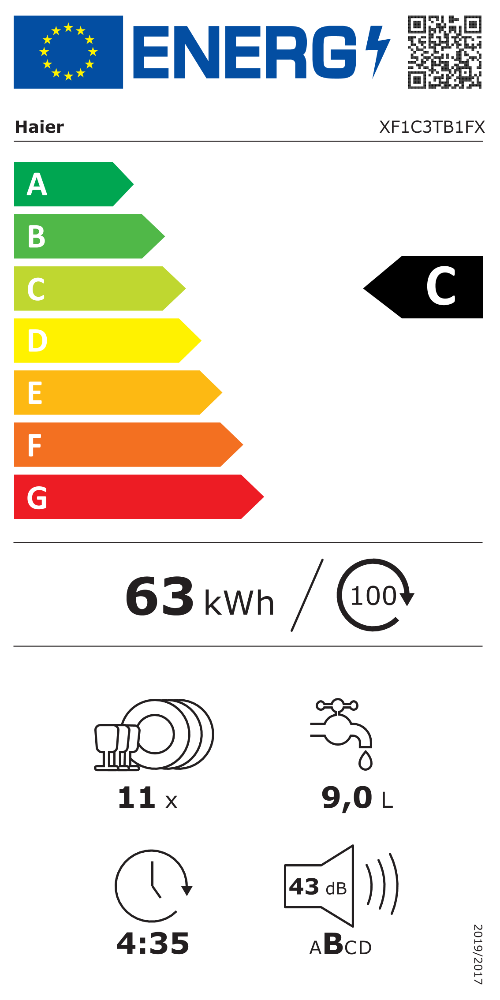 ENERG
Haier
XF1C3TB1FX
A
B
C
C
D
E
F
G
63 kWh / 100
11 x
9,0 L
43 dB
4:35
ABCD
2019/2017